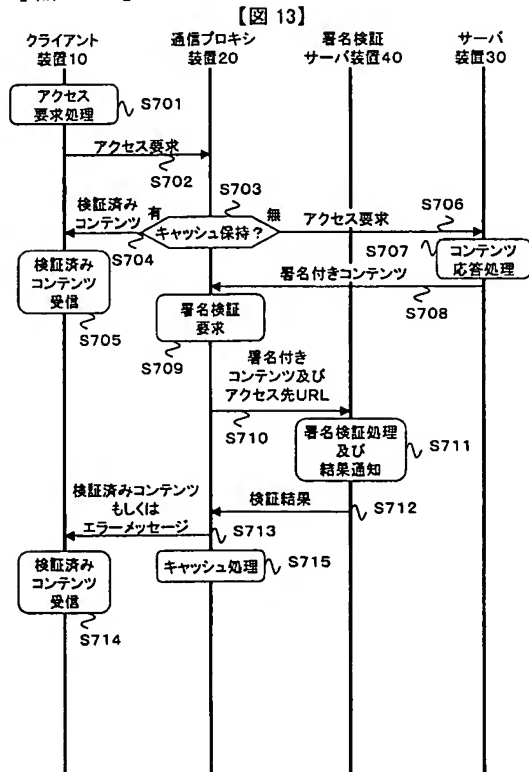 【図 13】
クライアント
装置10
通信プロキシ
装置20
署名検証
サーバ装置40
サーバ
装置30
アクセス
要求処理
S701
アクセス要求
S702
S703
検証済み
コンテンツ
有
キャッシュ保持?
無
アクセス要求
S706
S704
S707
コンテンツ
応答処理
検証済み
コンテンツ
受信
署名付きコンテンツ
S708
S705
署名検証
要求
S709
署名付き
コンテンツ及び
アクセス先URL
S710
署名検証処理
及び
結果通知
S711
検証済みコンテンツ
もしくは
エラーメッセージ
検証結果
S712
S713
検証済み
コンテンツ
受信
キャッシュ処理
S715
S714